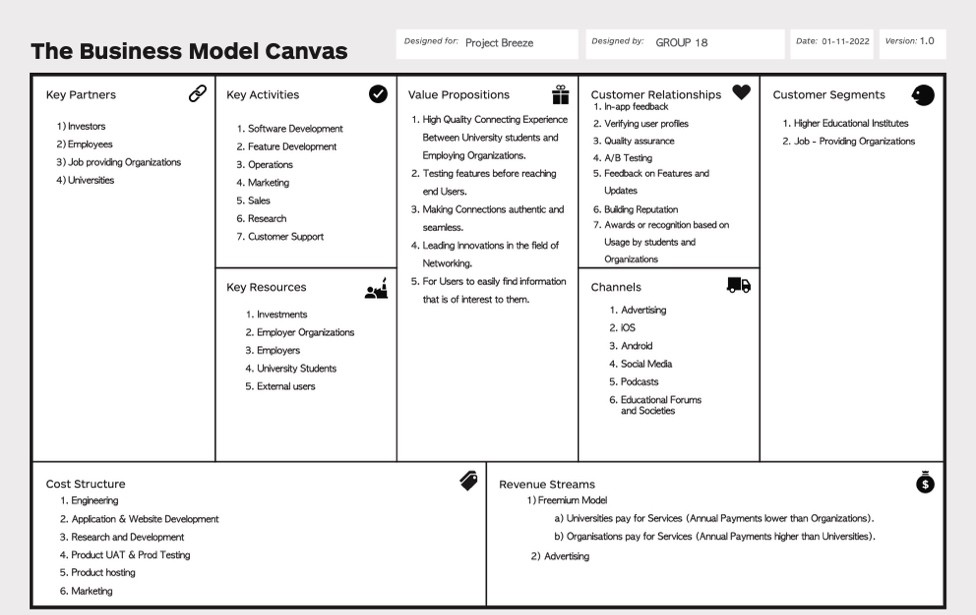 The Business Model Canvas
Designed for: Project Breeze
Designed by: GROUP 18
Date: 01-11-2022
Version: 1.0
Key Partners
1) Investors
2) Employees
3) Job providing Organizations
4) Universities
Key Activities
1. Software Development
2. Feature Development
3. Operations
4. Marketing
5. Sales
6. Research
7. Customer Support
Key Resources
1. Investments
2. Employer Organizations
3. Employers
4. University Students
5. External users
Value Propositions
1. High Quality Connecting Experience
Between University students and
Employing Organizations.
2. Testing features before reaching
end Users.
3. Making Connections authentic and
seamless.
4. Leading innovations in the field of
Networking.
5. For Users to easily find information
that is of interest to them.
Customer Relationships
1. In-app feedback
2. Verifying user profiles
3. Quality assurance
4. A/B Testing
5. Feedback on Features and
Updates
6. Building Reputation
7. Awards or recognition based on
Usage by students and
Organizations
Channels
1. Advertising
2. iOS
3. Android
4. Social Media
5. Podcasts
6. Educational Forums
and Societies
Customer Segments
1. Higher Educational Institutes
2. Job - Providing Organizations
Cost Structure
1. Engineering
2. Application & Website Development
3. Research and Development
4. Product UAT & Prod Testing
5. Product hosting
6. Marketing
Revenue Streams
1) Freemium Model
a) Universities pay for Services (Annual Payments lower than Organizations).
b) Organisations pay for Services (Annual Payments higher than Universities).
2) Advertising